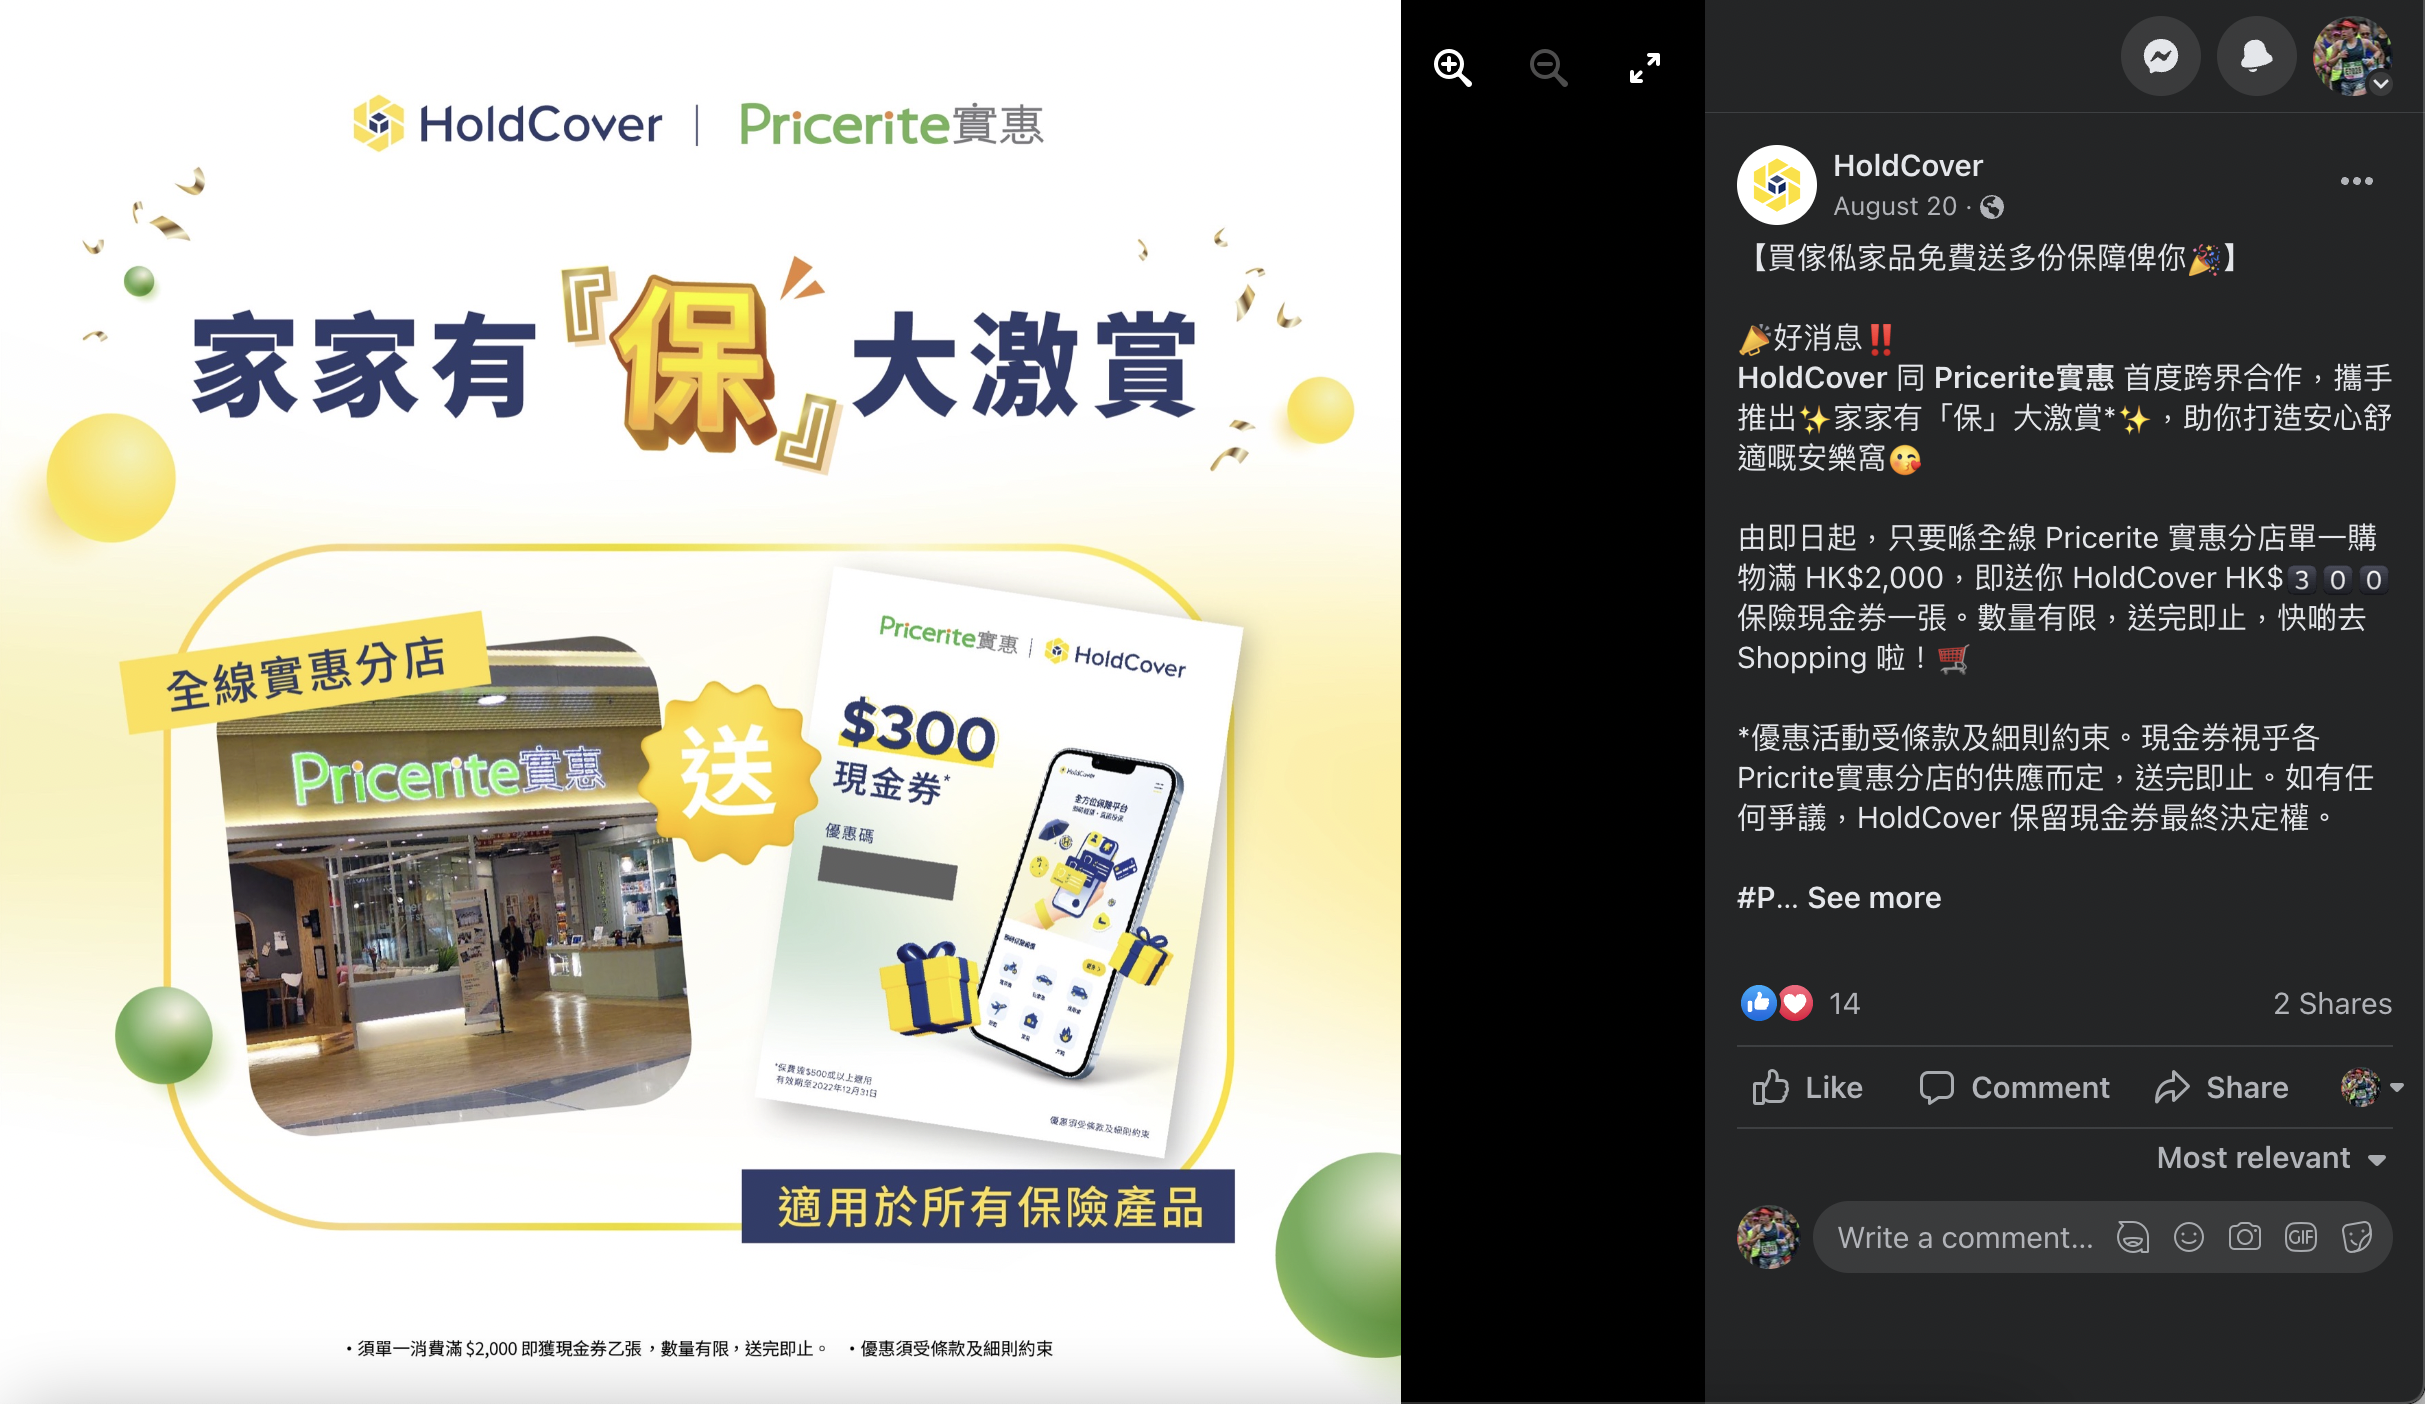 HoldCover | Pricerite實惠
家家有『保』大激賞
全線實惠分店
Pricerite實惠
送
Pricerite實惠 | HoldCover
$300
現金券*
優惠碼
HoldCover
全方位保險平台
*保費達$500或以上適用
有效期至2022年12月31日
優惠須受條款及細則約束
適用於所有保險產品
・須單一消費滿 $2,000 即獲現金券乙張，數量有限，送完即止。 ・優惠須受條款及細則約束
HoldCover
August 20
【買傢俬家品免費送多份保障俾你🎉】
📣好消息‼️
HoldCover 同 Pricerite實惠 首度跨界合作，攜手
推出✨家家有「保」大激賞*✨，助你打造安心舒
適嘅安樂窩😘
由即日起，只要喺全線 Pricerite 實惠分店單一購
物滿 HK$2,000，即送你 HoldCover HK$3️⃣0️⃣0️⃣
保險現金券一張。數量有限，送完即止，快啲去
Shopping 啦！🛒
*優惠活動受條款及細則約束。現金券視乎各
Pricrite實惠分店的供應而定，送完即止。如有任
何爭議，HoldCover 保留現金券最終決定權。
#P... See more
14
2 Shares
Like
Comment
Share
Most relevant
Write a comment...
GIF